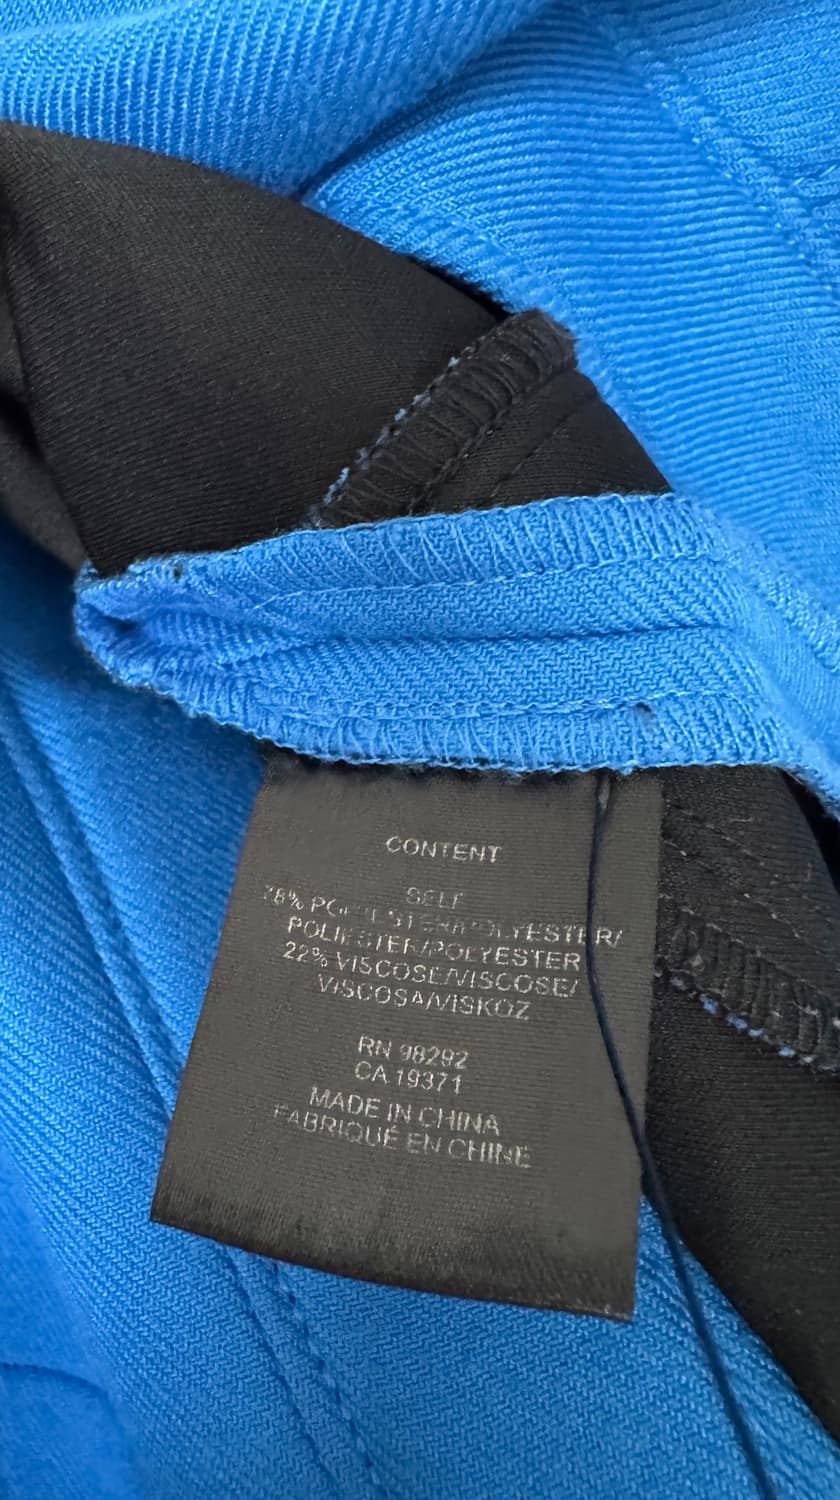 CONTENT
SELF
78% POLYESTER/POLYESTER/
POLIESTER/POLYESTER
22% VISCOSE/VISCOSE/
VISCOSA/VISKOZ
RN 98292
CA 19371
MADE IN CHINA
FABRIQUÉ EN CHINE